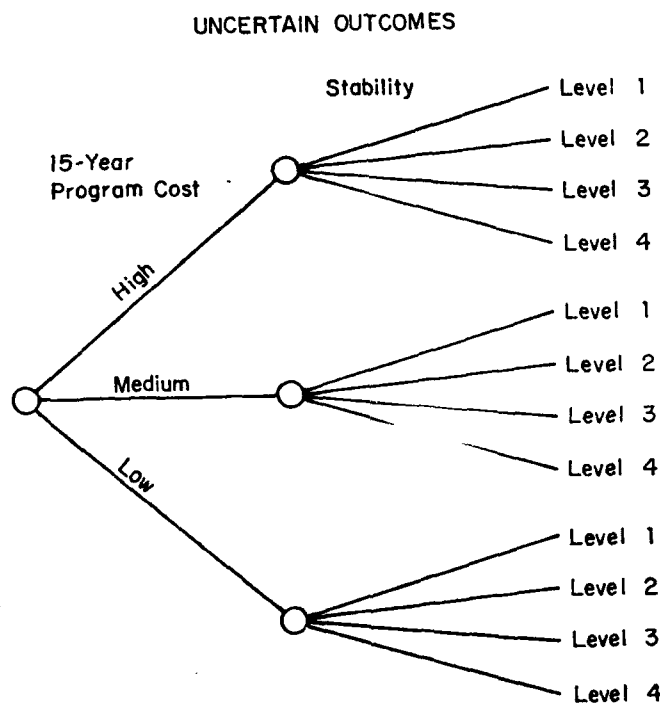 UNCERTAIN OUTCOMES
Stability
15-Year
Program Cost
High
Level 1
Level 2
Level 3
Level 4
Medium
Level 1
Level 2
Level 3
Level 4
Low
Level 1
Level 2
Level 3
Level 4